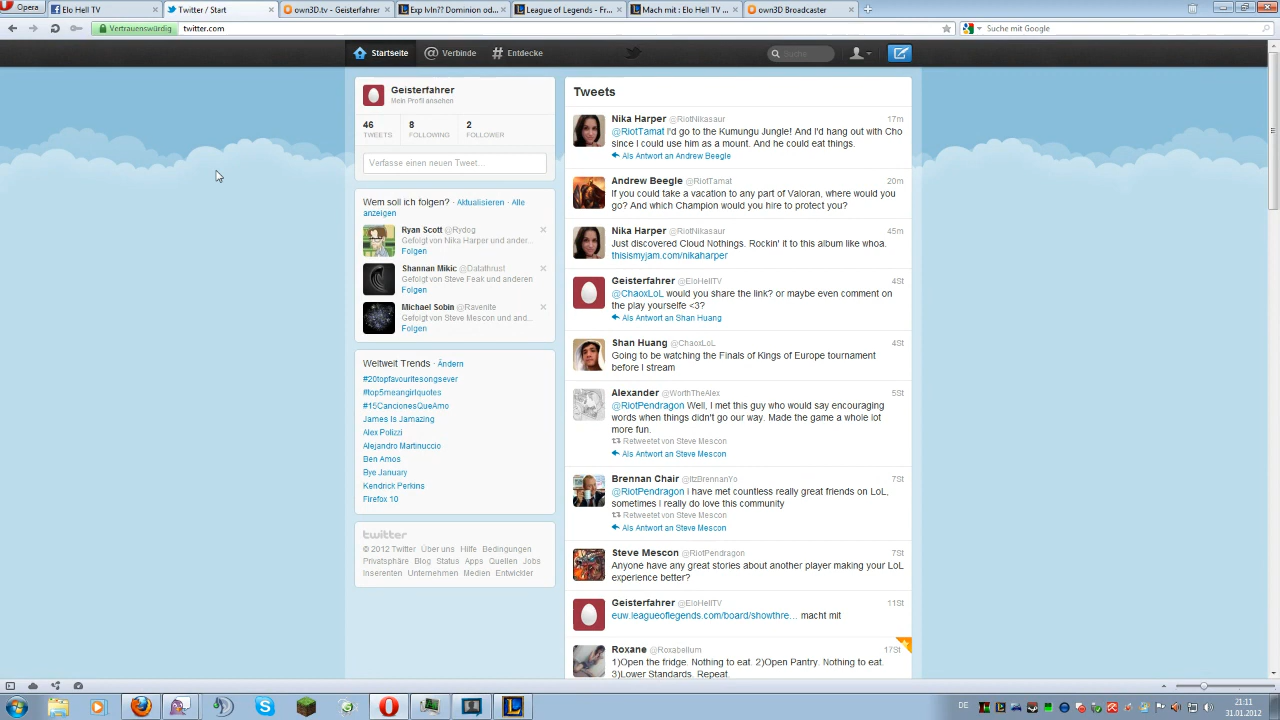 Opera
Elo Hell TV
Twitter / Start
own3D.tv - Geisterfahrer
Exp lvln?? Dominion od...
League of Legends - Fr...
Mach mit : Elo Hell TV ...
own3D Broadcaster
Vertrauenswürdig
twitter.com
Suche mit Google
Startseite
Verbinde
Entdecke
Suche
Geisterfahrer
Mein Profil ansehen
46
TWEETS
8
FOLLOWING
2
FOLLOWER
Verfasse einen neuen Tweet...
Wem soll ich folgen? · Aktualisieren · Alle
anzeigen
Ryan Scott @Rydog
Gefolgt von Nika Harper und ander...
Folgen
Shannan Mikic @Datathrust
Gefolgt von Steve Feak und anderen
Folgen
Michael Sobin @Ravenite
Gefolgt von Steve Mescon und and...
Folgen
Weltweit Trends · Ändern
#20topfavouritesongsever
#top5meangirlquotes
#15CancionesQueAmo
James Is Jamazing
Alex Polizzi
Alejandro Martinuccio
Ben Amos
Bye January
Kendrick Perkins
Firefox 10
twitter
© 2012 Twitter Über uns Hilfe Bedingungen
Privatsphäre Blog Status Apps Quellen Jobs
Inserenten Unternehmen Medien Entwickler
Tweets
Nika Harper @RiotNikasaur 17m
@RiotTamat I'd go to the Kumungu Jungle! And I'd hang out with Cho
since I could use him as a mount. And he could eat things.
Als Antwort an Andrew Beegle
Andrew Beegle @RiotTamat 20m
If you could take a vacation to any part of Valoran, where would you
go? And which Champion would you hire to protect you?
Nika Harper @RiotNikasaur 45m
Just discovered Cloud Nothings. Rockin' it to this album like whoa.
thisismyjam.com/nikaharper
Geisterfahrer @EloHellTV 4St
@ChaoxLoL would you share the link? or maybe even comment on
the play yourselfe <3?
Als Antwort an Shan Huang
Shan Huang @ChaoxLoL 4St
Going to be watching the Finals of Kings of Europe tournament
before I stream
Alexander @WorthTheAlex 5St
@RiotPendragon Well, I met this guy who would say encouraging
words when things didn't go our way. Made the game a whole lot
more fun.
Retweetet von Steve Mescon
Als Antwort an Steve Mescon
Brennan Chair @ItzBrennanYo 7St
@RiotPendragon i have met countless really great friends on LoL,
sometimes i really do love this community
Retweetet von Steve Mescon
Als Antwort an Steve Mescon
Steve Mescon @RiotPendragon 7St
Anyone have any great stories about another player making your LoL
experience better?
Geisterfahrer @EloHellTV 11St
euw.leagueoflegends.com/board/showthre... macht mit
Roxane @Roxabellum 17St
1)Open the fridge. Nothing to eat. 2)Open Pantry. Nothing to eat.
3)Lower Standards. Repeat.
DE
21:11
31.01.2012